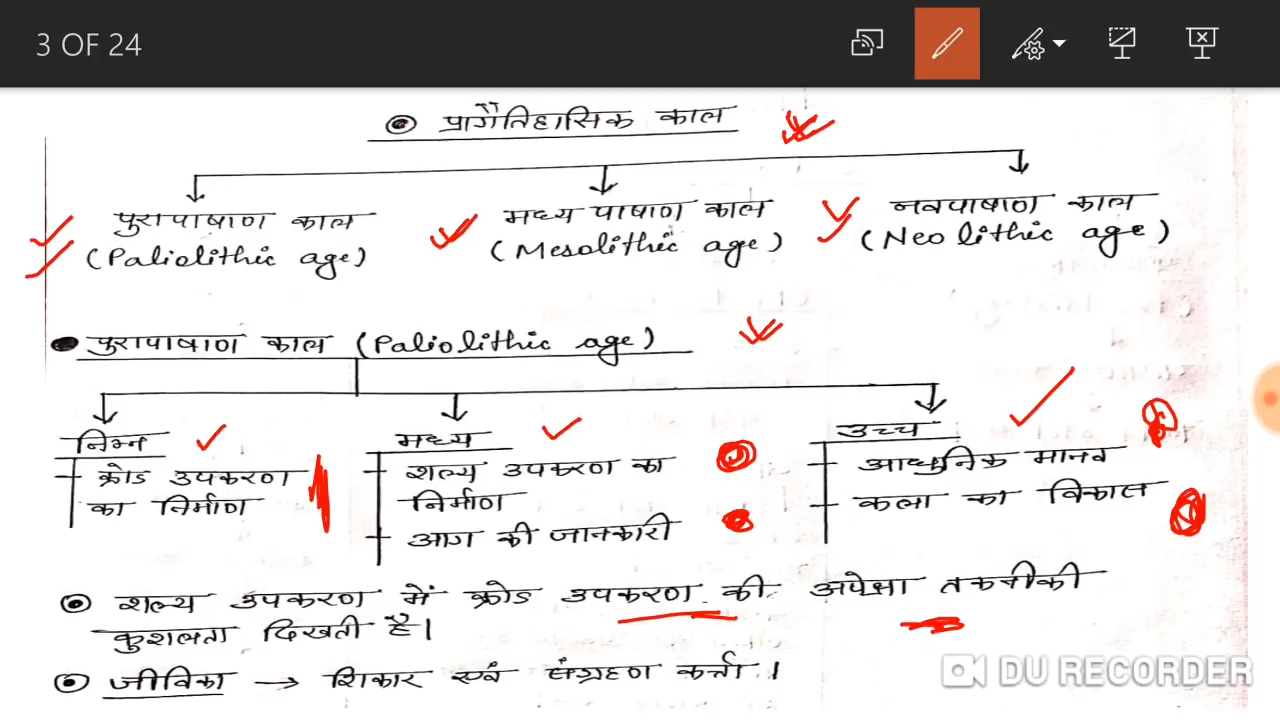 3 OF 24
प्रागैतिहासिक काल
पुरापाषाण काल
(Paliolithic age)
मध्य पाषाण काल
(Mesolithic age)
नवपाषाण काल
(Neolithic age)
पुरापाषाण काल (Paliolithic age)
निम्न
क्रोड उपकरण
का निर्माण
मध्य
शल्य उपकरण का
निर्माण
आग की जानकारी
उच्च
आधुनिक मानव
कला का विकास
शल्य उपकरण में क्रोड उपकरण की अपेक्षा तकनीकी
कुशलता दिखती है।
जीविका → शिकार एवं संग्रहण कर्त्ता।
DU RECORDER